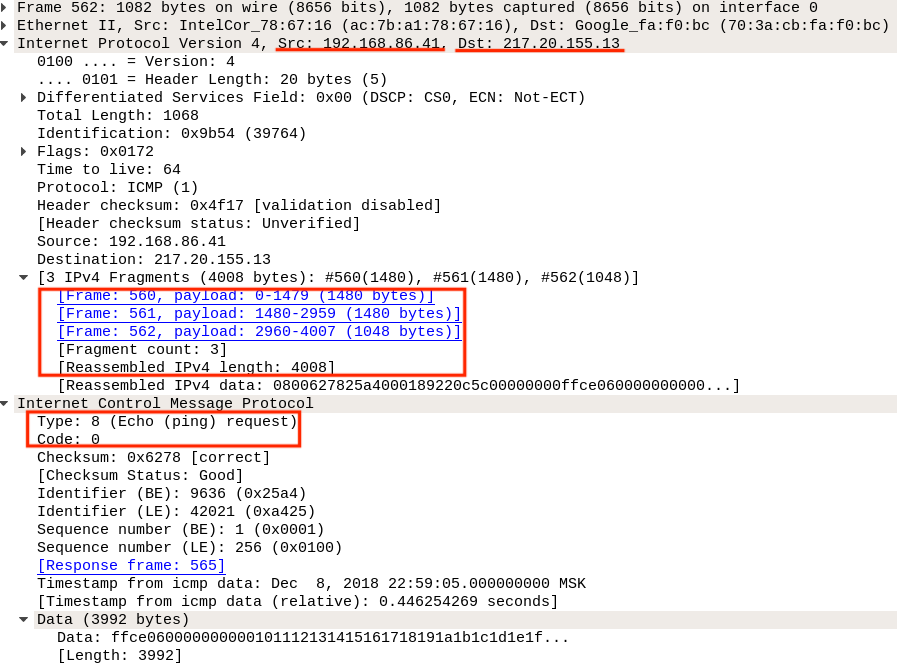 Frame 562: 1082 bytes on wire (8656 bits), 1082 bytes captured (8656 bits) on interface 0
Ethernet II, Src: IntelCor_78:67:16 (ac:7b:a1:78:67:16), Dst: Google_fa:f0:bc (70:3a:cb:fa:f0:bc)
Internet Protocol Version 4, Src: 192.168.86.41, Dst: 217.20.155.13
0100 .... = Version: 4
.... 0101 = Header Length: 20 bytes (5)
Differentiated Services Field: 0x00 (DSCP: CS0, ECN: Not-ECT)
Total Length: 1068
Identification: 0x9b54 (39764)
Flags: 0x0172
Time to live: 64
Protocol: ICMP (1)
Header checksum: 0x4f17 [validation disabled]
[Header checksum status: Unverified]
Source: 192.168.86.41
Destination: 217.20.155.13
[3 IPv4 Fragments (4008 bytes): #560(1480), #561(1480), #562(1048)]
[Frame: 560, payload: 0-1479 (1480 bytes)]
[Frame: 561, payload: 1480-2959 (1480 bytes)]
[Frame: 562, payload: 2960-4007 (1048 bytes)]
[Fragment count: 3]
[Reassembled IPv4 length: 4008]
[Reassembled IPv4 data: 0800627825a4000189220c5c00000000ffce060000000000...]
Internet Control Message Protocol
Type: 8 (Echo (ping) request)
Code: 0
Checksum: 0x6278 [correct]
[Checksum Status: Good]
Identifier (BE): 9636 (0x25a4)
Identifier (LE): 42021 (0xa425)
Sequence number (BE): 1 (0x0001)
Sequence number (LE): 256 (0x0100)
[Response frame: 565]
Timestamp from icmp data: Dec  8, 2018 22:59:05.000000000 MSK
[Timestamp from icmp data (relative): 0.446254269 seconds]
Data (3992 bytes)
Data: ffce060000000000101112131415161718191a1b1c1d1e1f...
[Length: 3992]